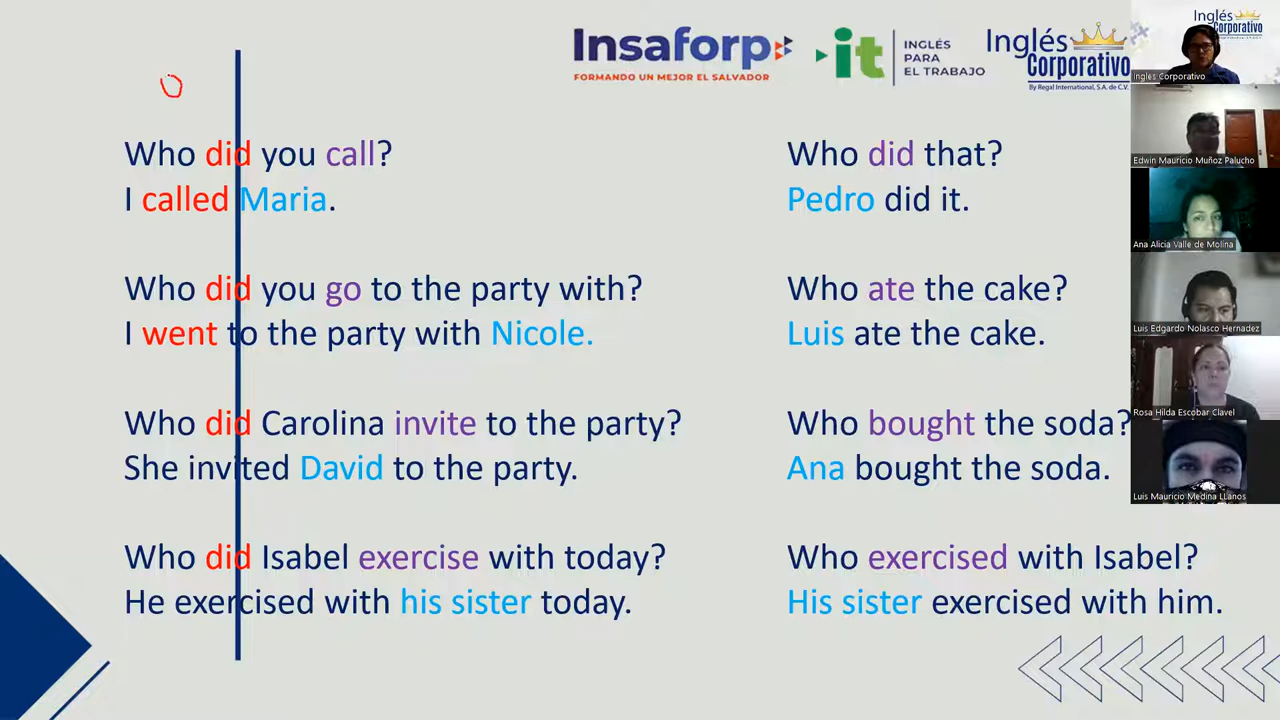 Insaforp
FORMANDO UN MEJOR EL SALVADOR
it
INGLÉS
PARA
EL TRABAJO
Inglés
Corporativo
By Regal International, S.A. de C.V.
Inglés
Corporativo
Ingles Corporativo
Edwin Mauricio Muñoz Palucho
Ana Alicia Valle de Molina
Luis Edgardo Nolasco Hernadez
Rosa Hilda Escobar Clavel
Luis Mauricio Medina LLanos
Who did you call?
I called Maria.
Who did you go to the party with?
I went to the party with Nicole.
Who did Carolina invite to the party?
She invited David to the party.
Who did Isabel exercise with today?
He exercised with his sister today.
Who did that?
Pedro did it.
Who ate the cake?
Luis ate the cake.
Who bought the soda?
Ana bought the soda.
Who exercised with Isabel?
His sister exercised with him.